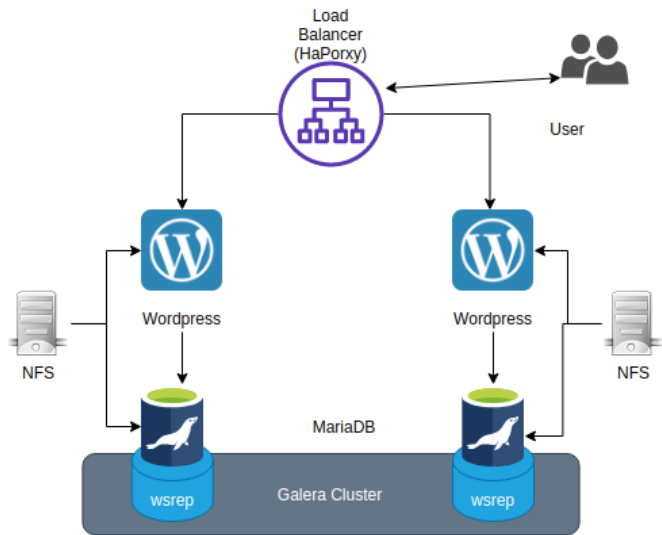 Load
Balancer
(HaPorxy)
User
Wordpress
Wordpress
NFS
NFS
MariaDB
wsrep
Galera Cluster
wsrep